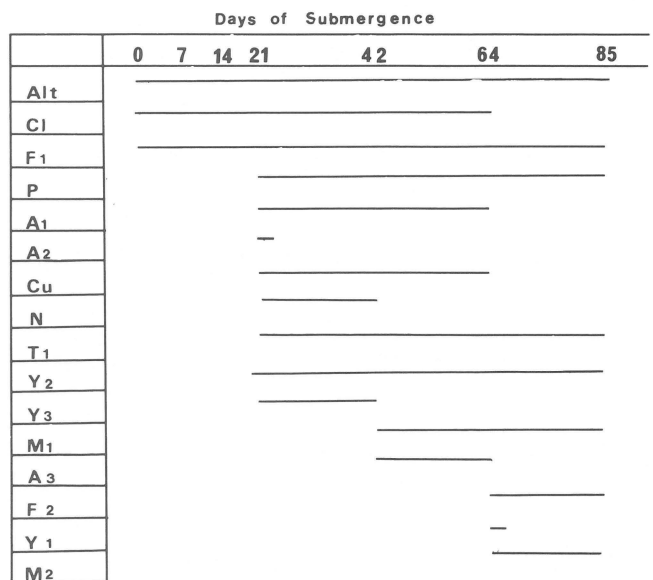 Days of Submergence
0 7 14 21 42 64 85
Alt
Cl
F1
P
A1
A2
Cu
N
T1
Y2
Y3
M1
A3
F2
Y1
M2